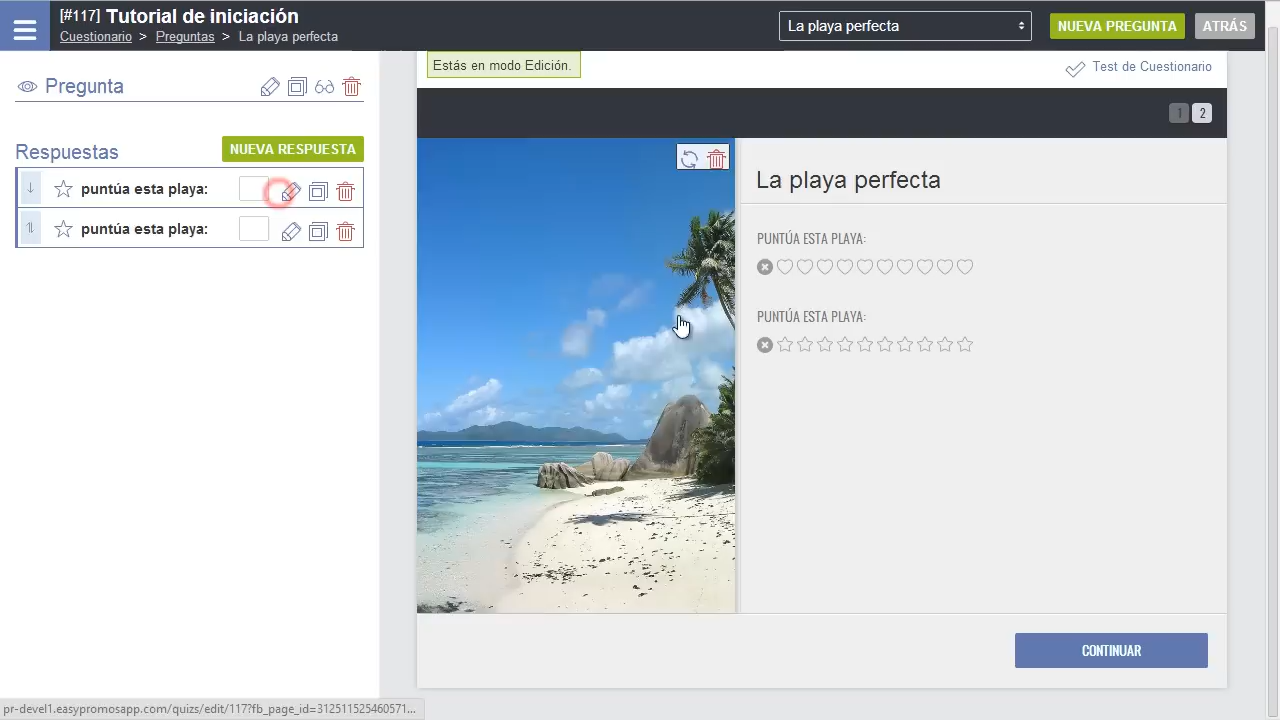 [#117] Tutorial de iniciación
Cuestionario > Preguntas > La playa perfecta
La playa perfecta
NUEVA PREGUNTA
ATRÁS
Pregunta
Respuestas
NUEVA RESPUESTA
puntúa esta playa:
puntúa esta playa:
Estás en modo Edición.
Test de Cuestionario
1 2
La playa perfecta
PUNTÚA ESTA PLAYA:
PUNTÚA ESTA PLAYA:
CONTINUAR
pr-devel1.easypromosapp.com/quizs/edit/117?fb_page_id=312511525460571...